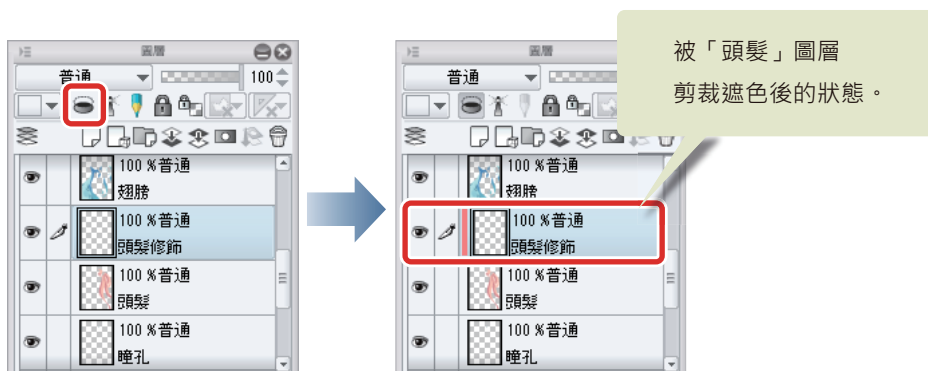 圖層
普通
100
100 %普通
翅膀
100 %普通
頭髮修飾
100 %普通
頭髮
100 %普通
瞳孔
圖層
普通
100 %普通
翅膀
100 %普通
頭髮修飾
100 %普通
頭髮
100 %普通
瞳孔
被「頭髮」圖層
剪裁遮色後的狀態。